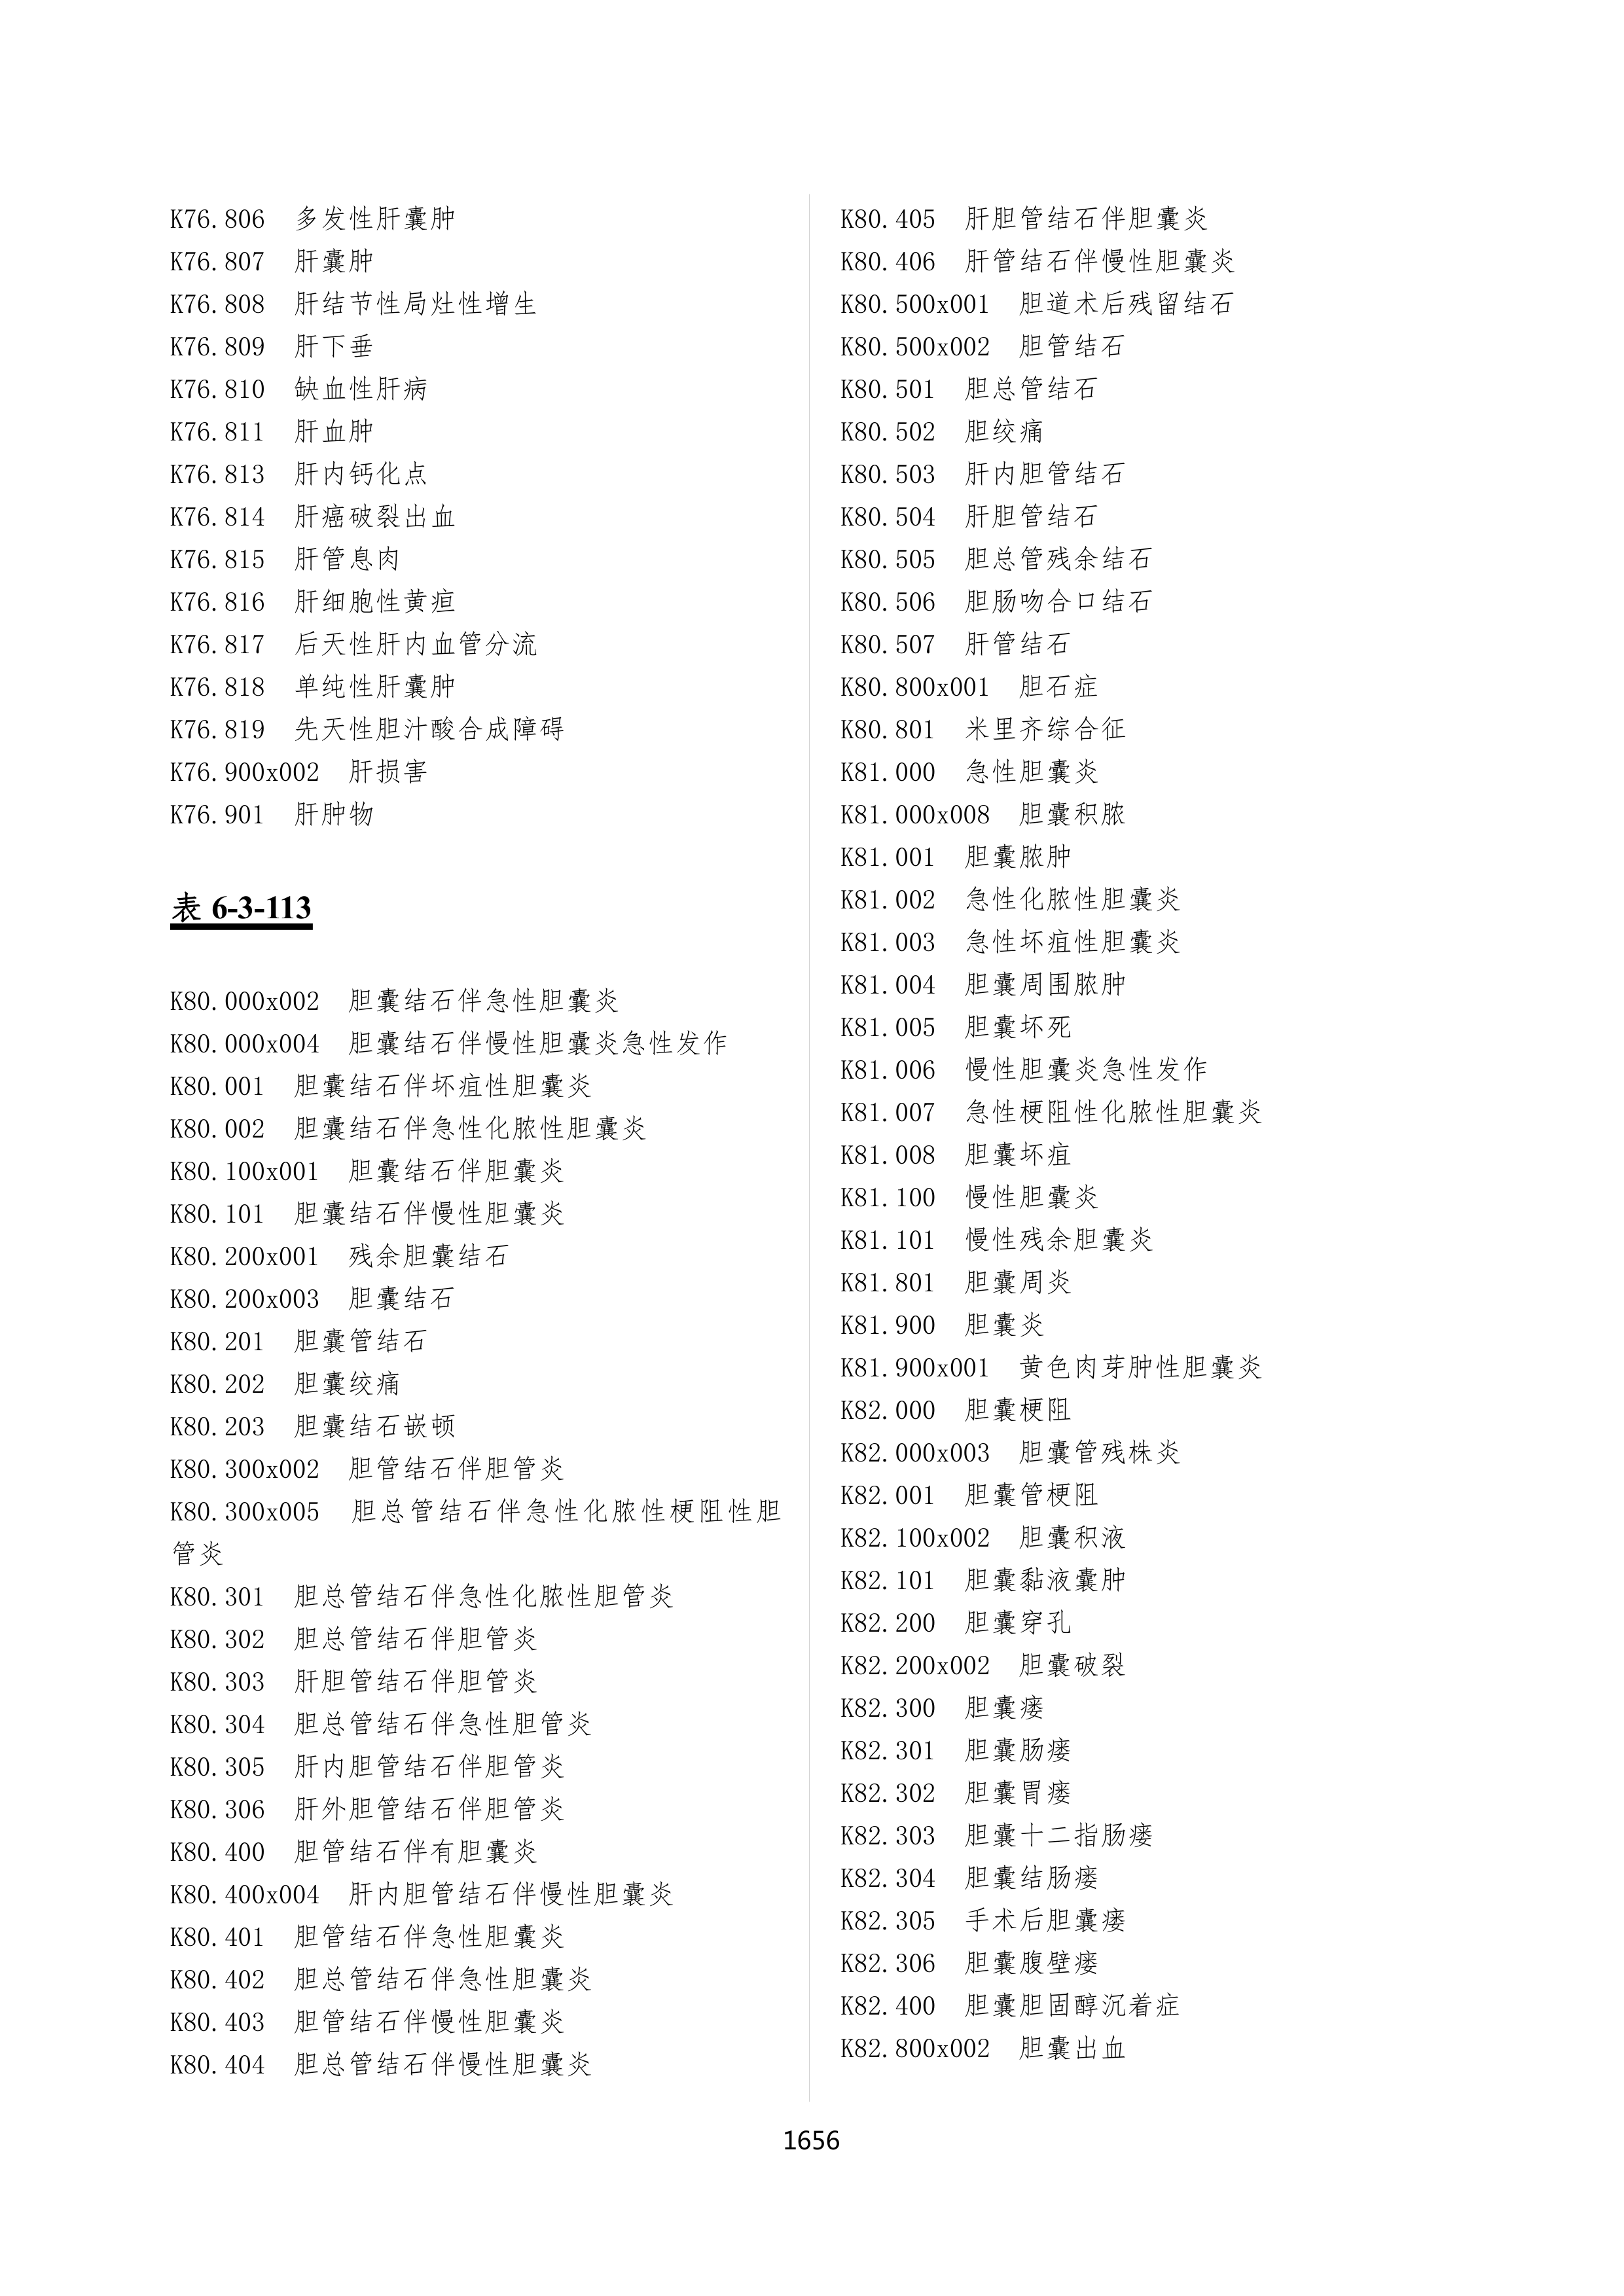 K76.806 多发性肝囊肿
K76.807 肝囊肿
K76.808 肝结节性局灶性增生
K76.809 肝下垂
K76.810 缺血性肝病
K76.811 肝血肿
K76.813 肝内钙化点
K76.814 肝癌破裂出血
K76.815 肝管息肉
K76.816 肝细胞性黄疸
K76.817 后天性肝内血管分流
K76.818 单纯性肝囊肿
K76.819 先天性胆汁酸合成障碍
K76.900x002 肝损害
K76.901 肝肿物
表 6-3-113
K80.000x002 胆囊结石伴急性胆囊炎
K80.000x004 胆囊结石伴慢性胆囊炎急性发作
K80.001 胆囊结石伴坏疽性胆囊炎
K80.002 胆囊结石伴急性化脓性胆囊炎
K80.100x001 胆囊结石伴胆囊炎
K80.101 胆囊结石伴慢性胆囊炎
K80.200x001 残余胆囊结石
K80.200x003 胆囊结石
K80.201 胆囊管结石
K80.202 胆囊绞痛
K80.203 胆囊结石嵌顿
K80.300x002 胆管结石伴胆管炎
K80.300x005 胆总管结石伴急性化脓性梗阻性胆
管炎
K80.301 胆总管结石伴急性化脓性胆管炎
K80.302 胆总管结石伴胆管炎
K80.303 肝胆管结石伴胆管炎
K80.304 胆总管结石伴急性胆管炎
K80.305 肝内胆管结石伴胆管炎
K80.306 肝外胆管结石伴胆管炎
K80.400 胆管结石伴有胆囊炎
K80.400x004 肝内胆管结石伴慢性胆囊炎
K80.401 胆管结石伴急性胆囊炎
K80.402 胆总管结石伴急性胆囊炎
K80.403 胆管结石伴慢性胆囊炎
K80.404 胆总管结石伴慢性胆囊炎
K80.405 肝胆管结石伴胆囊炎
K80.406 肝管结石伴慢性胆囊炎
K80.500x001 胆道术后残留结石
K80.500x002 胆管结石
K80.501 胆总管结石
K80.502 胆绞痛
K80.503 肝内胆管结石
K80.504 肝胆管结石
K80.505 胆总管残余结石
K80.506 胆肠吻合口结石
K80.507 肝管结石
K80.800x001 胆石症
K80.801 米里齐综合征
K81.000 急性胆囊炎
K81.000x008 胆囊积脓
K81.001 胆囊脓肿
K81.002 急性化脓性胆囊炎
K81.003 急性坏疽性胆囊炎
K81.004 胆囊周围脓肿
K81.005 胆囊坏死
K81.006 慢性胆囊炎急性发作
K81.007 急性梗阻性化脓性胆囊炎
K81.008 胆囊坏疽
K81.100 慢性胆囊炎
K81.101 慢性残余胆囊炎
K81.801 胆囊周炎
K81.900 胆囊炎
K81.900x001 黄色肉芽肿性胆囊炎
K82.000 胆囊梗阻
K82.000x003 胆囊管残株炎
K82.001 胆囊管梗阻
K82.100x002 胆囊积液
K82.101 胆囊黏液囊肿
K82.200 胆囊穿孔
K82.200x002 胆囊破裂
K82.300 胆囊瘘
K82.301 胆囊肠瘘
K82.302 胆囊胃瘘
K82.303 胆囊十二指肠瘘
K82.304 胆囊结肠瘘
K82.305 手术后胆囊瘘
K82.306 胆囊腹壁瘘
K82.400 胆囊胆固醇沉着症
K82.800x002 胆囊出血
1656